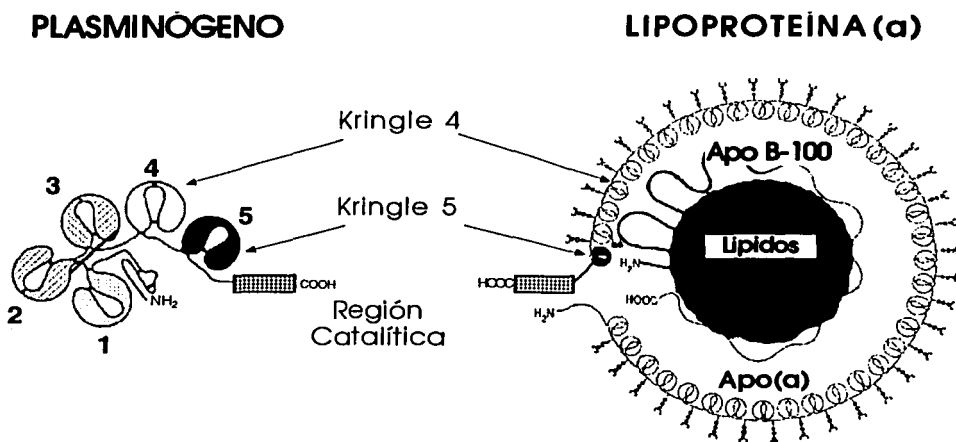 PLASMINÓGENO
LIPOPROTEÍNA (a)
Kringle 4
Apo B-100
4
3
Kringle 5
5
Lípidos
2
NH₂
1
COOH
HOOC
H₂N
HOOC
H₂N
Región
Catalítica
Apo(a)